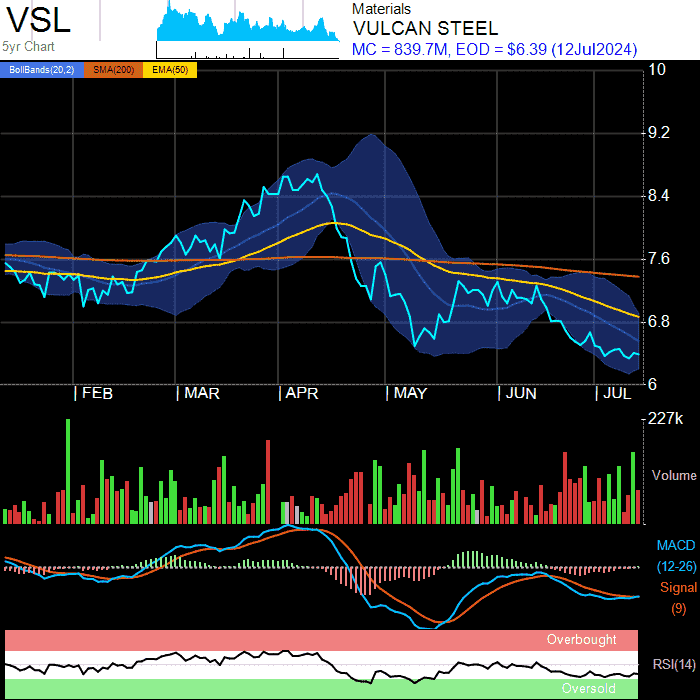 VSL
5yr Chart
Materials
VULCAN STEEL
MC = 839.7M, EOD = $6.39 (12Jul2024)
BollBands(20,2) SMA(200) EMA(50)
10
9.2
8.4
7.6
6.8
6
| FEB | MAR | APR | MAY | JUN | JUL
227k
Volume
MACD
(12-26)
Signal
(9)
Overbought
RSI(14)
Oversold